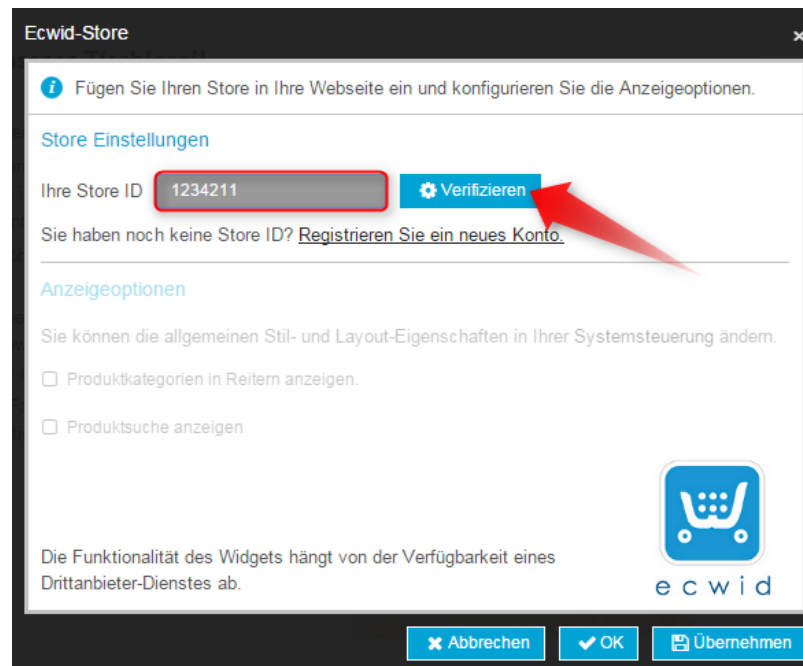 Ecwid-Store
Fügen Sie Ihren Store in Ihre Webseite ein und konfigurieren Sie die Anzeigeoptionen.
Store Einstellungen
Ihre Store ID 1234211 Verifizieren
Sie haben noch keine Store ID? Registrieren Sie ein neues Konto.
Anzeigeoptionen
Sie können die allgemeinen Stil- und Layout-Eigenschaften in Ihrer Systemsteuerung ändern.
Produktkategorien in Reitern anzeigen.
Produktsuche anzeigen
Die Funktionalität des Widgets hängt von der Verfügbarkeit eines
Drittanbieter-Dienstes ab.
ecwid
Abbrechen OK Übernehmen